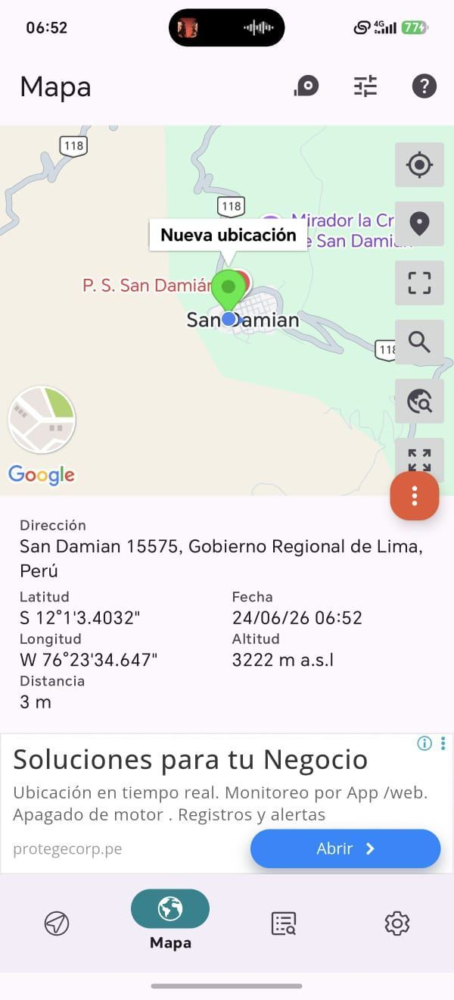 06:52
4G
77
Mapa
118
118
Mirador la Cr
e San Damia
Nueva ubicación
P. S. San Damián
San Damian
118
Google
Dirección
San Damian 15575, Gobierno Regional de Lima,
Perú
Latitud
S 12°1'3.4032"
Fecha
24/06/26 06:52
Longitud
W 76°23'34.647"
Altitud
3222 m a.s.l
Distancia
3 m
Soluciones para tu Negocio
Ubicación en tiempo real. Monitoreo por App /web.
Apagado de motor . Registros y alertas
protegecorp.pe
Abrir
Mapa